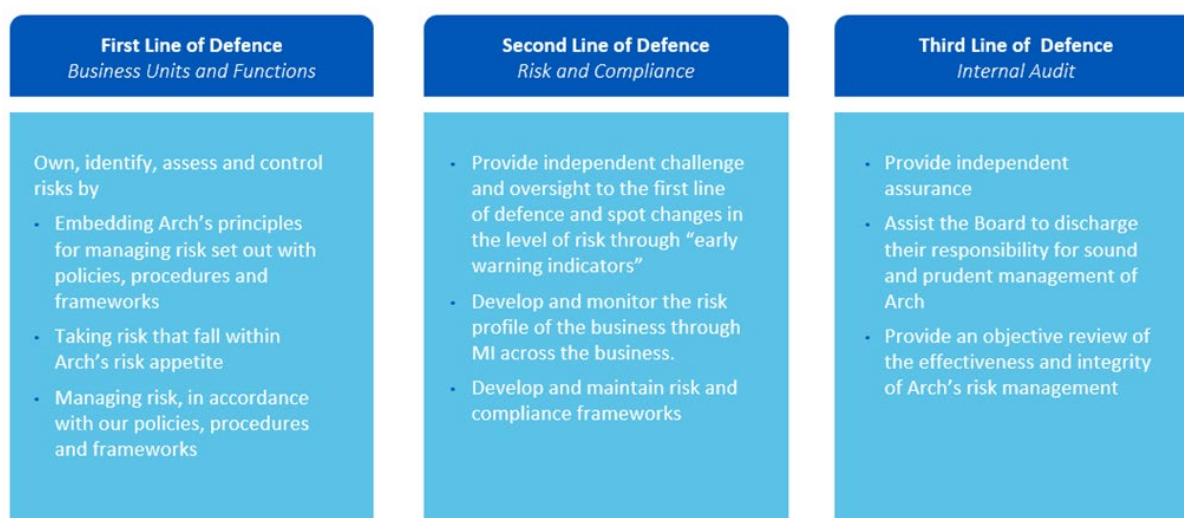 First Line of Defence
Business Units and Functions
Own, identify, assess and control
risks by
• Embedding Arch's principles
for managing risk set out with
policies, procedures and
frameworks
• Taking risk that fall within
Arch's risk appetite
• Managing risk, in accordance
with our policies, procedures
and frameworks
Second Line of Defence
Risk and Compliance
• Provide independent challenge
and oversight to the first line
of defence and spot changes in
the level of risk through “early
warning indicators”
• Develop and monitor the risk
profile of the business through
MI across the business.
• Develop and maintain risk and
compliance frameworks
Third Line of Defence
Internal Audit
• Provide independent
assurance
• Assist the Board to discharge
their responsibility for sound
and prudent management of
Arch
• Provide an objective review of
the effectiveness and integrity
of Arch's risk management